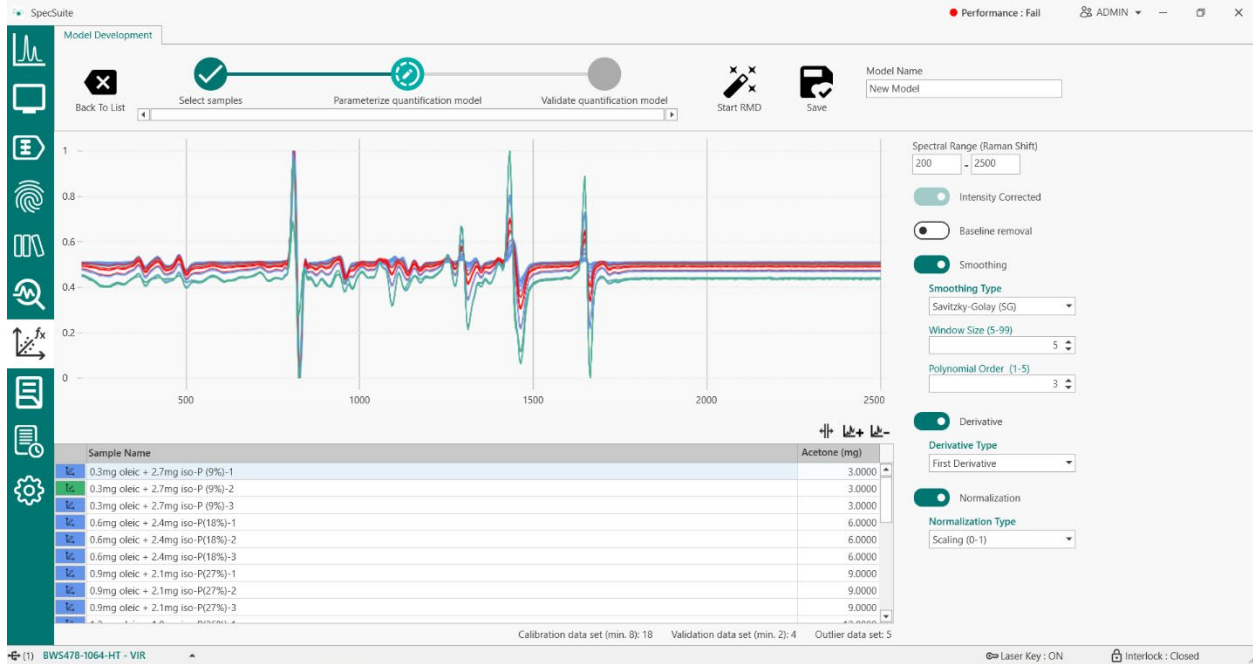 SpecSuite
Performance : Fail
ADMIN
Model Development
Back To List
Select samples
Parameterize quantification model
Validate quantification model
Start RMD
Save
Model Name
New Model
1
0.8
0.6
0.4
0.2
0
500
1000
1500
2000
2500
Spectral Range (Raman Shift)
200 - 2500
Intensity Corrected
Baseline removal
Smoothing
Smoothing Type
Savitzky-Golay (SG)
Window Size (5-99)
5
Polynomial Order (1-5)
3
Derivative
Derivative Type
First Derivative
Normalization
Normalization Type
Scaling (0-1)
Sample Name Acetone (mg)
0.3mg oleic + 2.7mg iso-P (9%)-1 3.0000
0.3mg oleic + 2.7mg iso-P (9%)-2 3.0000
0.3mg oleic + 2.7mg iso-P (9%)-3 3.0000
0.6mg oleic + 2.4mg iso-P(18%)-1 6.0000
0.6mg oleic + 2.4mg iso-P(18%)-2 6.0000
0.6mg oleic + 2.4mg iso-P(18%)-3 6.0000
0.9mg oleic + 2.1mg iso-P(27%)-1 9.0000
0.9mg oleic + 2.1mg iso-P(27%)-2 9.0000
0.9mg oleic + 2.1mg iso-P(27%)-3 9.0000
Calibration data set (min. 8): 18 Validation data set (min. 2): 4 Outlier data set: 5
(1) BWS478-1064-HT - VIR
Laser Key : ON
Interlock : Closed